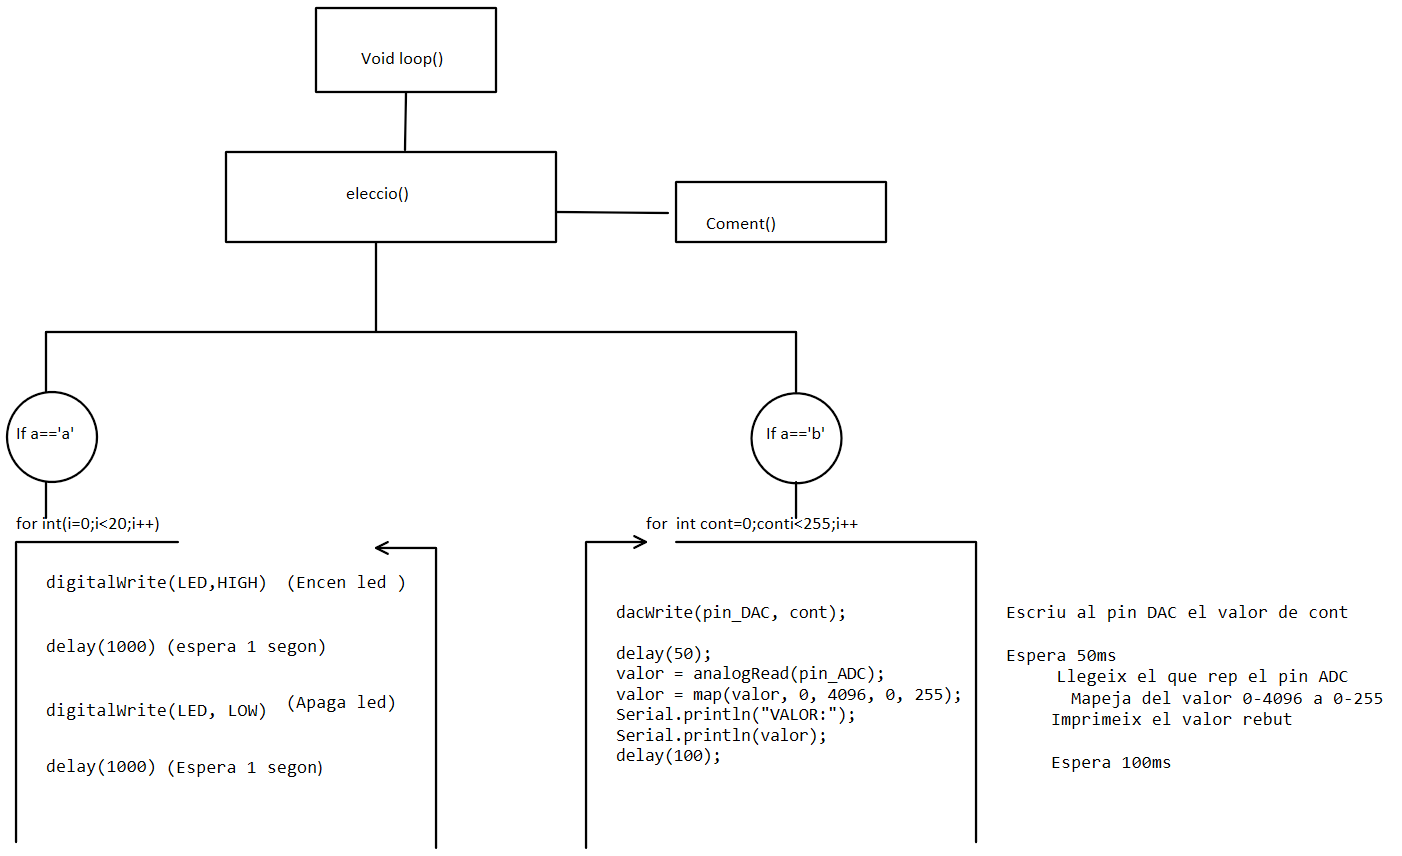 Void loop()
eleccio()
Coment()
If a=='a'
If a=='b'
for int(i=0;i<20;i++)
digitalWrite(LED,HIGH) (Encen led )
delay(1000) (espera 1 segon)
digitalWrite(LED, LOW) (Apaga led)
delay(1000) (Espera 1 segon)
for int cont=0;conti<255;i++
dacWrite(pin_DAC, cont);
delay(50);
valor = analogRead(pin_ADC);
valor = map(valor, 0, 4096, 0, 255);
Serial.println("VALOR:");
Serial.println(valor);
delay(100);
Escriu al pin DAC el valor de cont
Espera 50ms
Llegeix el que rep el pin ADC
Mapeja del valor 0-4096 a 0-255
Imprimeix el valor rebut
Espera 100ms